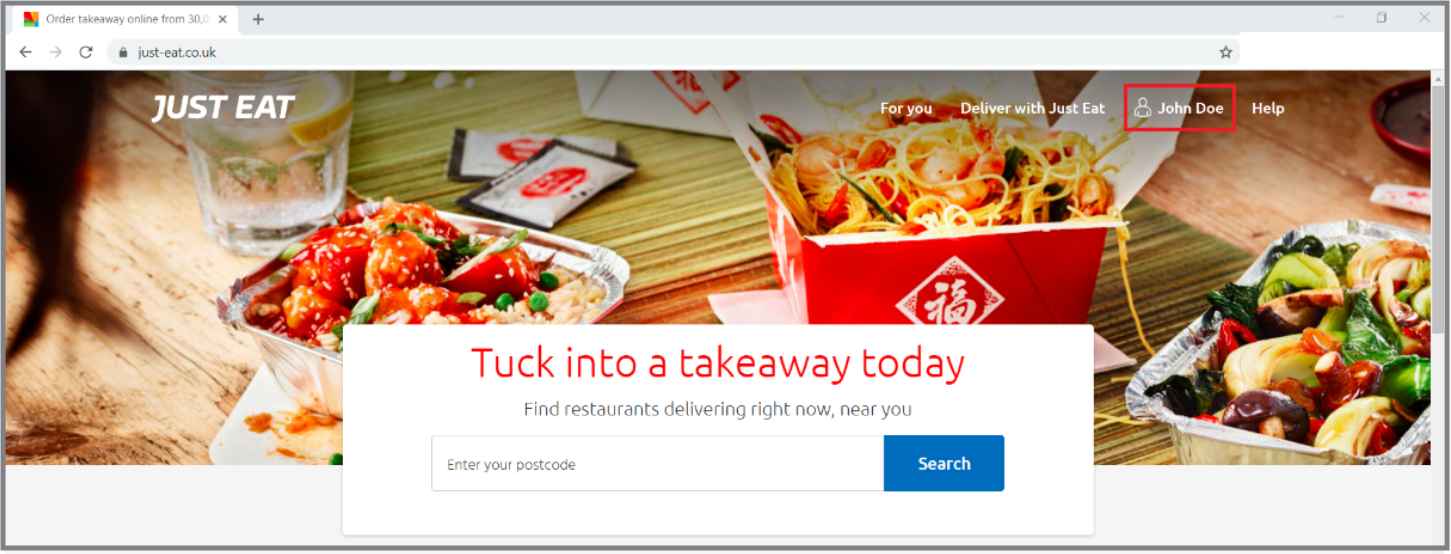 Order takeaway online from 30,0
just-eat.co.uk
JUST EAT
For you
Deliver with Just Eat
John Doe
Help
福
Tuck into a takeaway today
Find restaurants delivering right now, near you
Enter your postcode
Search